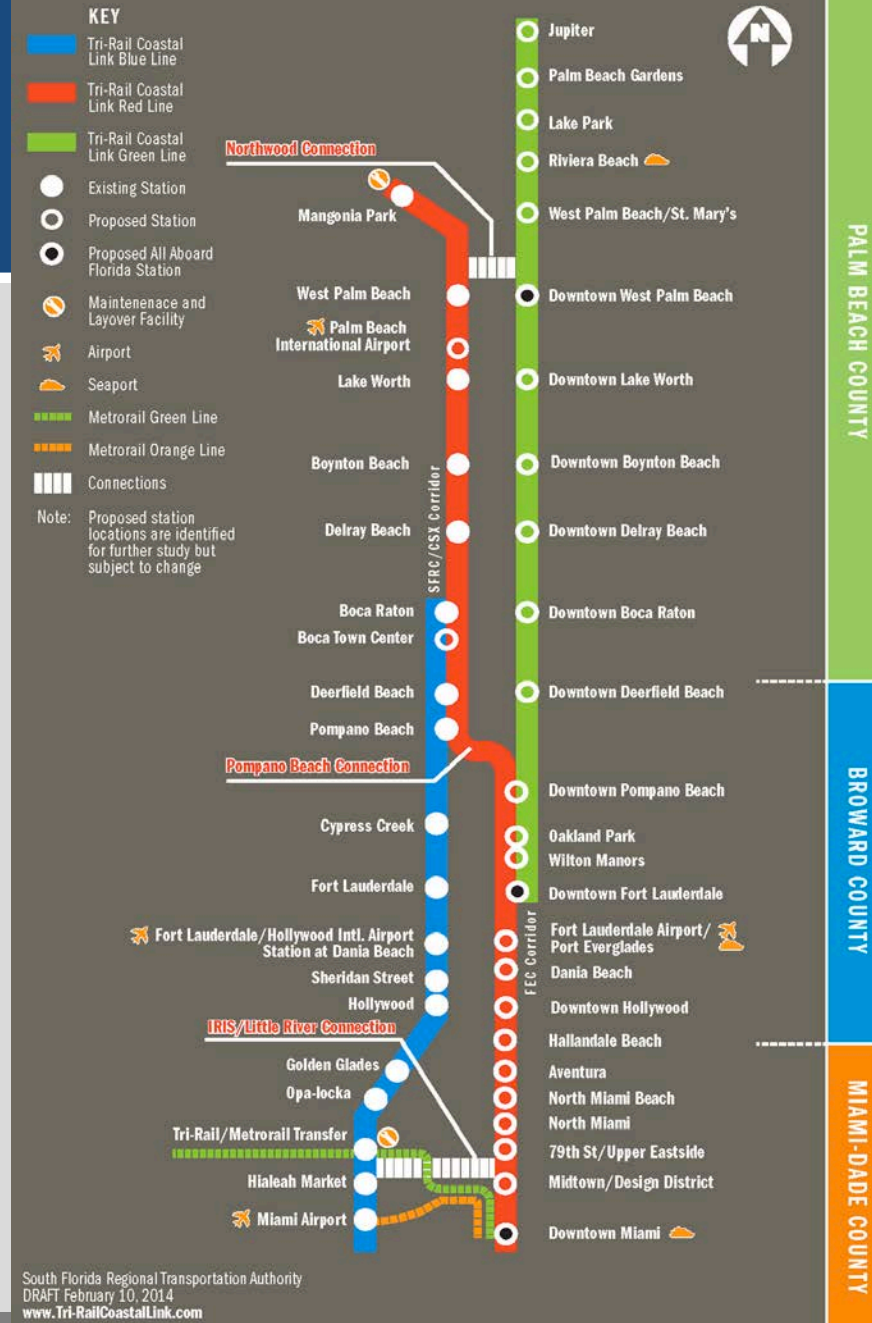 KEY
Tri-Rail Coastal
Link Blue Line
Tri-Rail Coastal
Link Red Line
Tri-Rail Coastal
Link Green Line
Existing Station
Proposed Station
Proposed All Aboard
Florida Station
Maintenenace and
Layover Facility
Airport
Seaport
Metrorail Green Line
Metrorail Orange Line
Connections
Note: Proposed station
locations are identified
for further study but
subject to change
N
Northwood Connection
Mangonia Park
West Palm Beach
Palm Beach
International Airport
Lake Worth
Boynton Beach
Delray Beach
SFRC/CSX Corridor
Boca Raton
Boca Town Center
Deerfield Beach
Pompano Beach
Pompano Beach Connection
Cypress Creek
Fort Lauderdale
Fort Lauderdale/Hollywood Intl. Airport
Station at Dania Beach
Sheridan Street
Hollywood
IRIS/Little River Connection
Golden Glades
Opa-locka
Tri-Rail/Metrorail Transfer
Hialeah Market
Miami Airport
Jupiter
Palm Beach Gardens
Lake Park
Riviera Beach
West Palm Beach/St. Mary's
Downtown West Palm Beach
Downtown Lake Worth
Downtown Boynton Beach
Downtown Delray Beach
Downtown Boca Raton
Downtown Deerfield Beach
Downtown Pompano Beach
Oakland Park
Wilton Manors
Downtown Fort Lauderdale
FEC Corridor
Fort Lauderdale Airport/
Port Everglades
Dania Beach
Downtown Hollywood
Hallandale Beach
Aventura
North Miami Beach
North Miami
79th St/Upper Eastside
Midtown/Design District
Downtown Miami
PALM BEACH COUNTY
BROWARD COUNTY
MIAMI-DADE COUNTY
South Florida Regional Transportation Authority
DRAFT February 10, 2014
www.Tri-RailCoastalLink.com